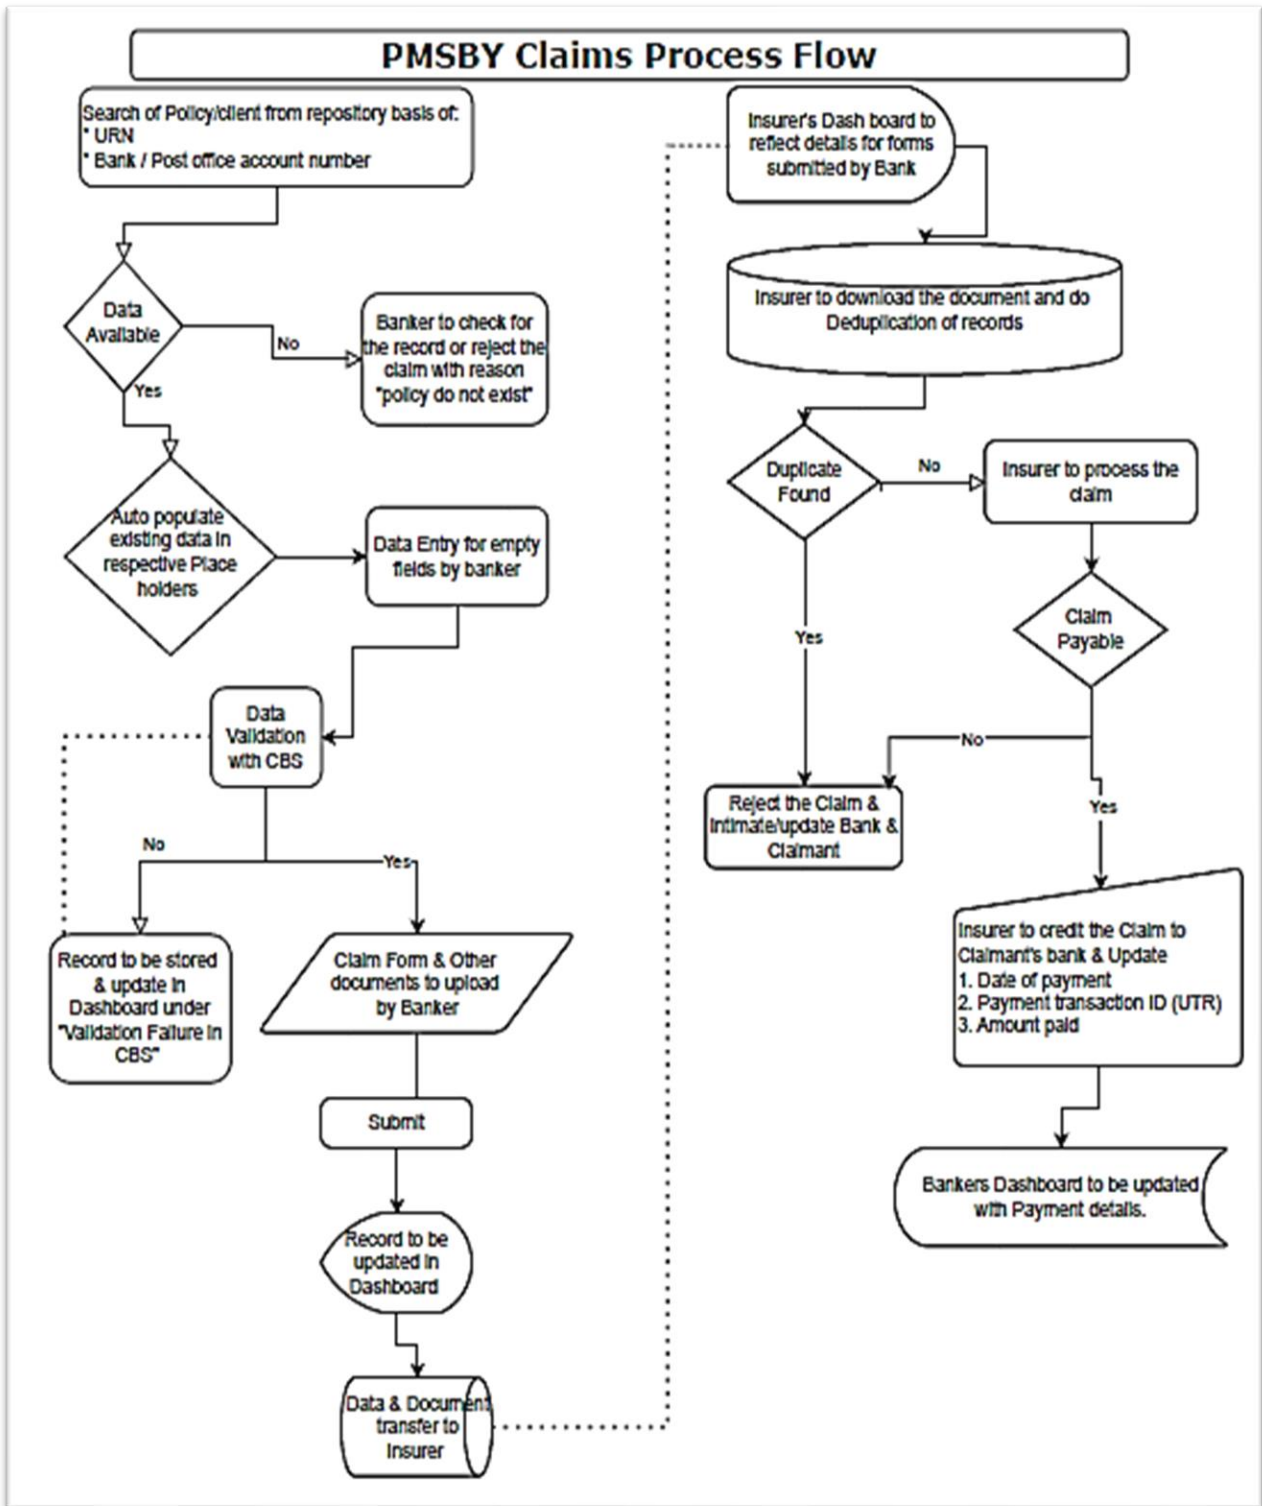 PMSBY Claims Process Flow
Search of Policy/client from repository basis of:
* URN
* Bank / Post office account number
Data
Available
No
Banker to check for
the record or reject the
claim with reason
"policy do not exist"
Yes
Auto populate
existing data in
respective Place
holders
Data Entry for empty
fields by banker
Data
Validation
with CBS
No
Yes
Record to be stored
& update in
Dashboard under
"Validation Failure in
CBS"
Claim Form & Other
documents to upload
by Banker
Submit
Record to be
updated in
Dashboard
Data & Document
transfer to
Insurer
Insurer's Dash board to
reflect details for forms
submitted by Bank
Insurer to download the document and do
Deduplication of records
Duplicate
Found
No
Insurer to process the
claim
Yes
Claim
Payable
No
Yes
Reject the Claim &
Intimate/update Bank &
Claimant
Insurer to credit the Claim to
Claimant's bank & Update
1. Date of payment
2. Payment transaction ID (UTR)
3. Amount paid
Bankers Dashboard to be updated
with Payment details.